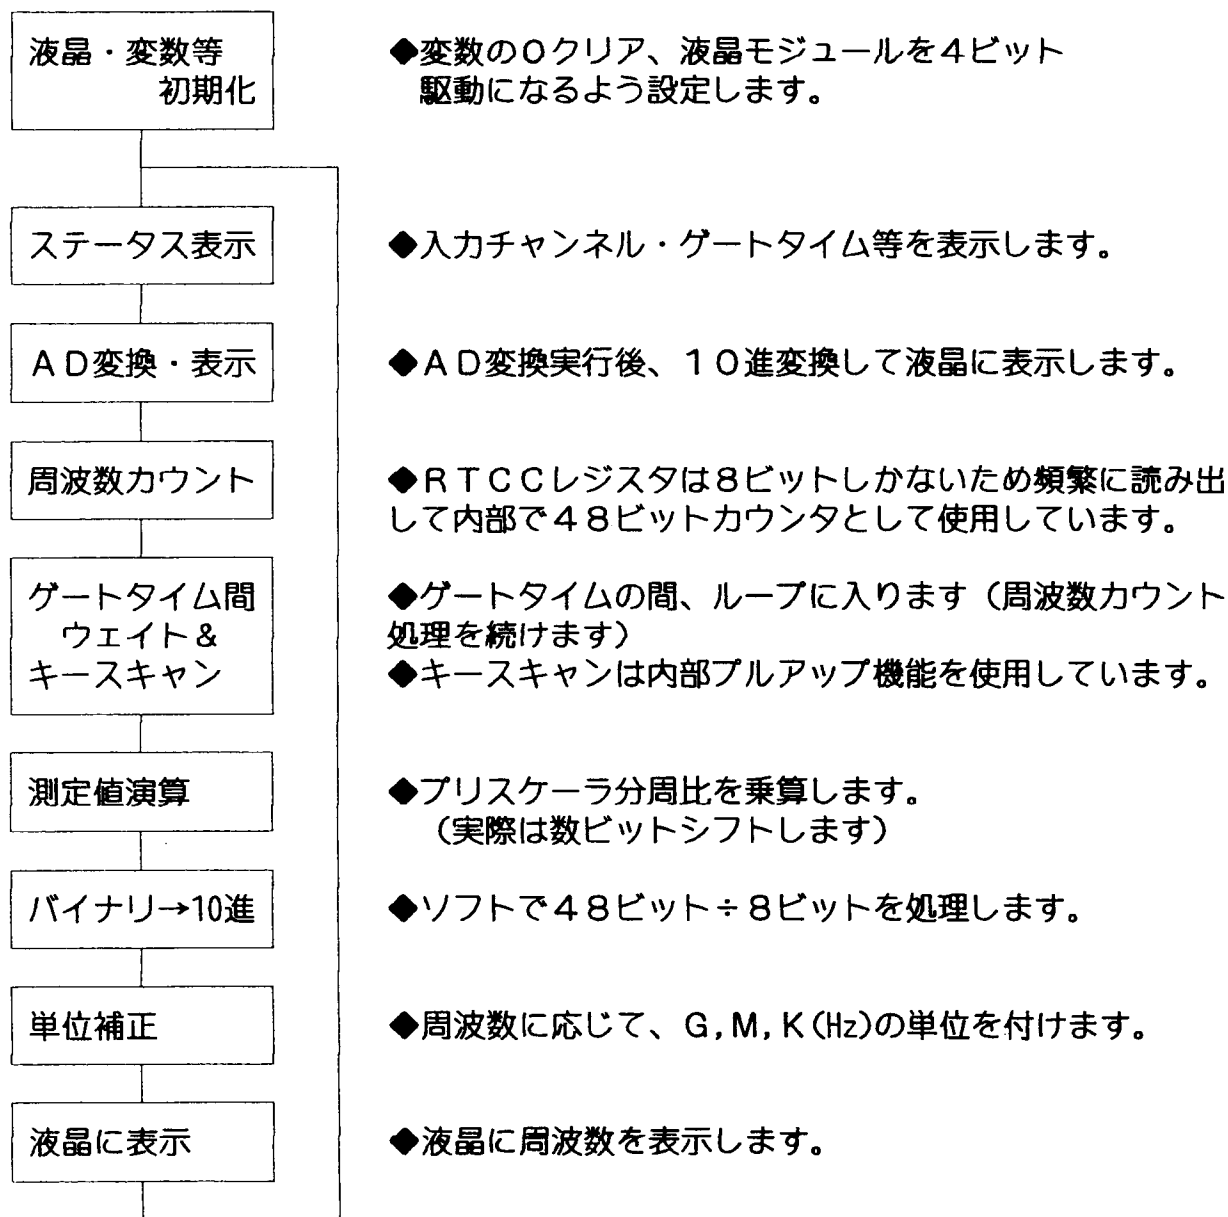 液晶・変数等
初期化
◆変数の0クリア、液晶モジュールを4ビット
駆動になるよう設定します。
ステータス表示
◆入力チャンネル・ゲートタイム等を表示します。
AD変換・表示
◆AD変換実行後、10進変換して液晶に表示します。
周波数カウント
◆RTCCレジスタは8ビットしかないため頻繁に読み出
して内部で48ビットカウンタとして使用しています。
ゲートタイム間
ウェイト&
キースキャン
◆ゲートタイムの間、ループに入ります(周波数カウント
処理を続けます)
◆キースキャンは内部プルアップ機能を使用しています。
測定値演算
◆プリスケーラ分周比を乗算します。
(実際は数ビットシフトします)
バイナリ→10進
◆ソフトで48ビット÷8ビットを処理します。
単位補正
◆周波数に応じて、G,M,K(Hz)の単位を付けます。
液晶に表示
◆液晶に周波数を表示します。